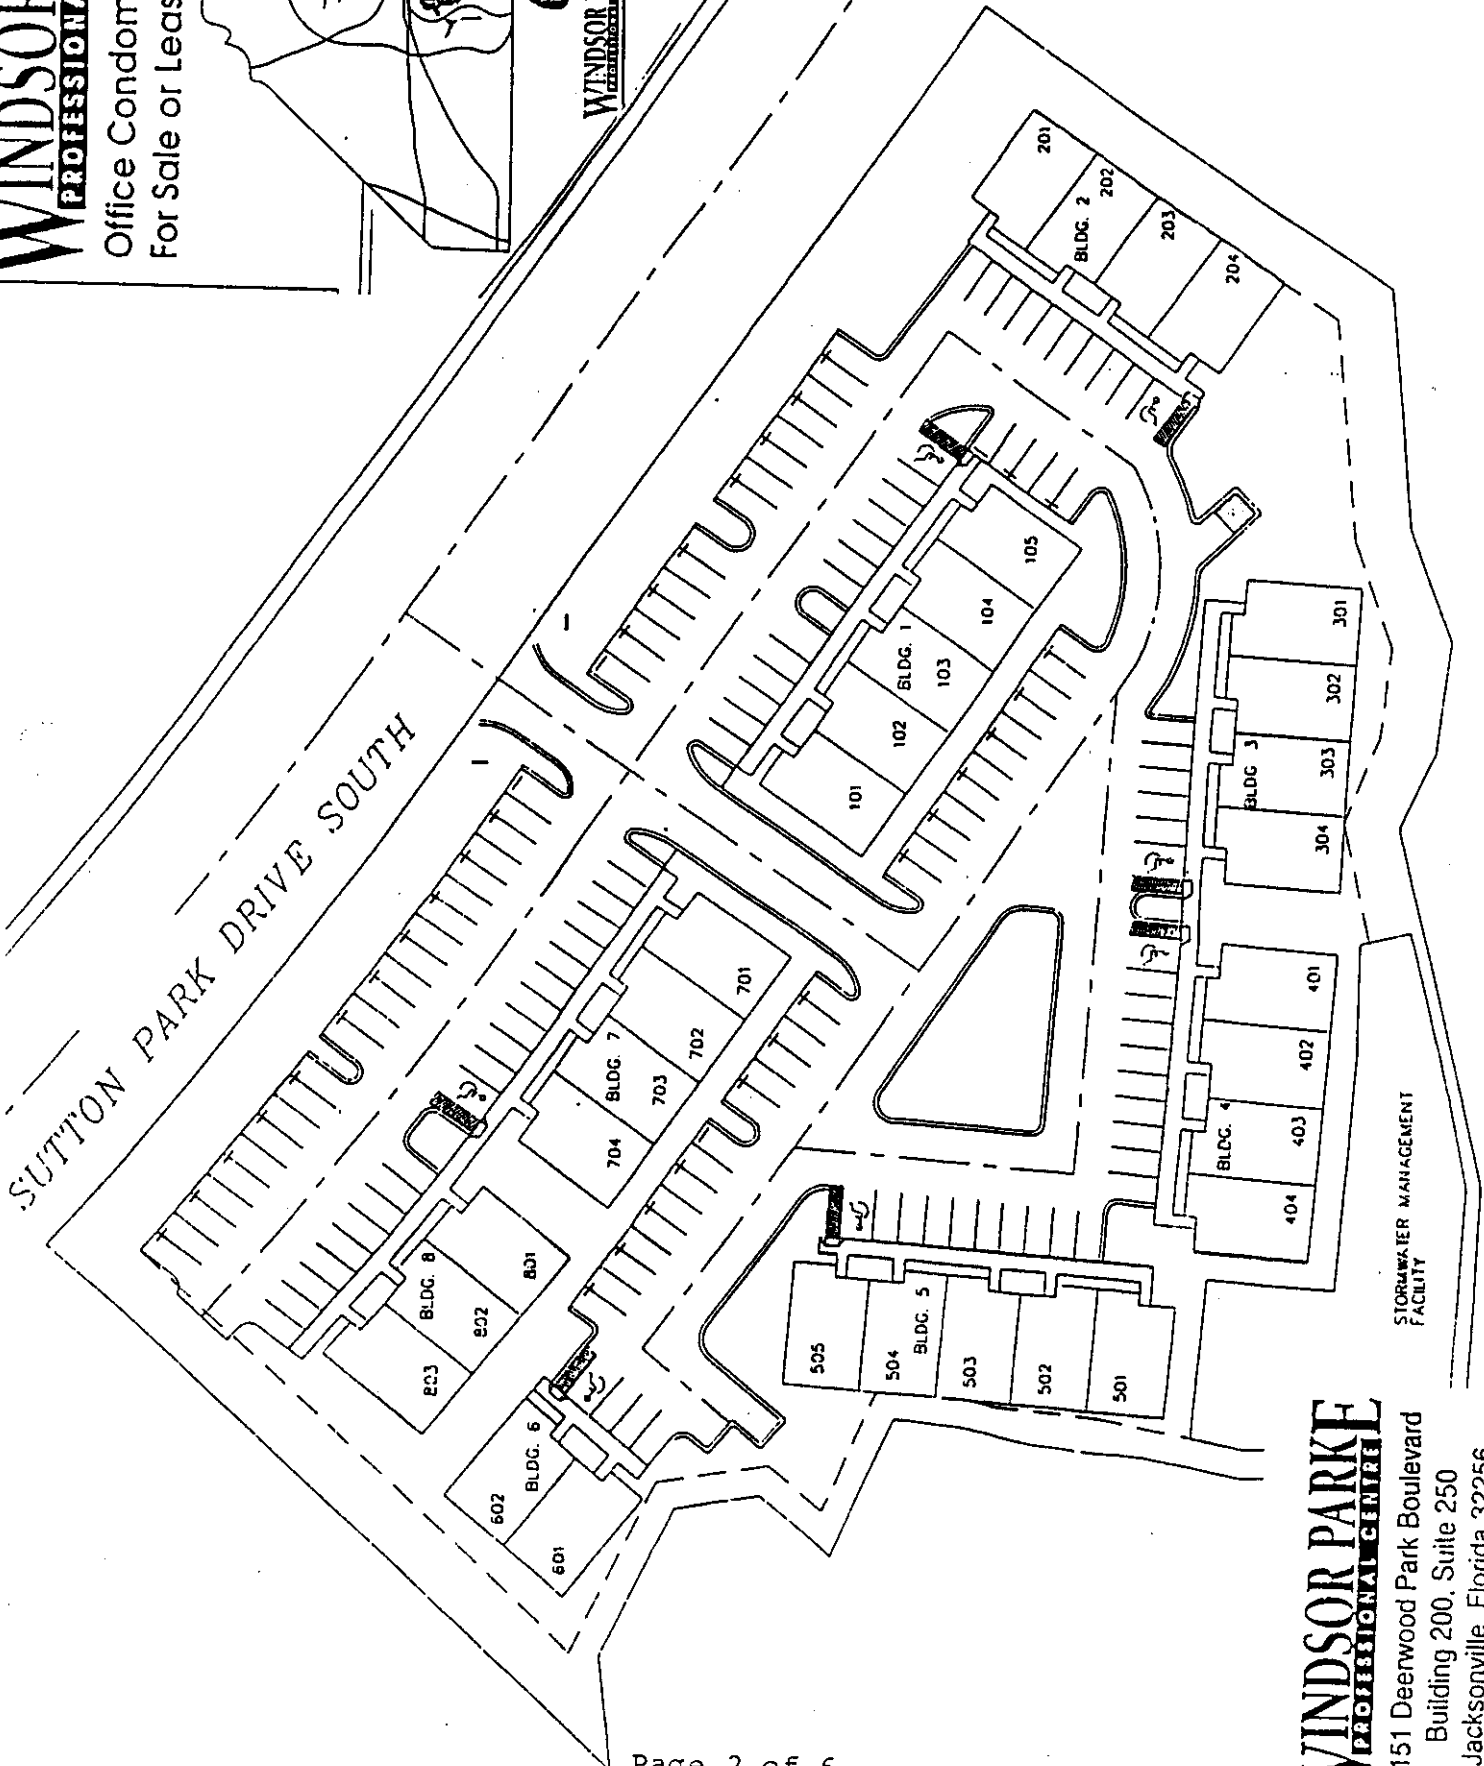 WINDSOR
PROFESSIONA
Office Condom
For Sale or Leas
WINDSOR
SUTTON PARK DRIVE SOUTH
201
202
BLDG. 2
203
204
105
104
BLDG. 1
103
102
101
301
302
BLDG 3
303
304
701
702
BLDG. 7
703
704
401
402
BLDG. 4
403
404
801
BLDG. 8
802
803
505
504
BLDG. 5
503
502
501
BLDG. 6
602
601
STORMWATER MANAGEMENT
FACILITY
WINDSOR PARKE
PROFESSIONAL CENTRE
151 Deerwood Park Boulevard
Building 200, Suite 250
Jacksonville, Florida 32256
Page 2 of 6